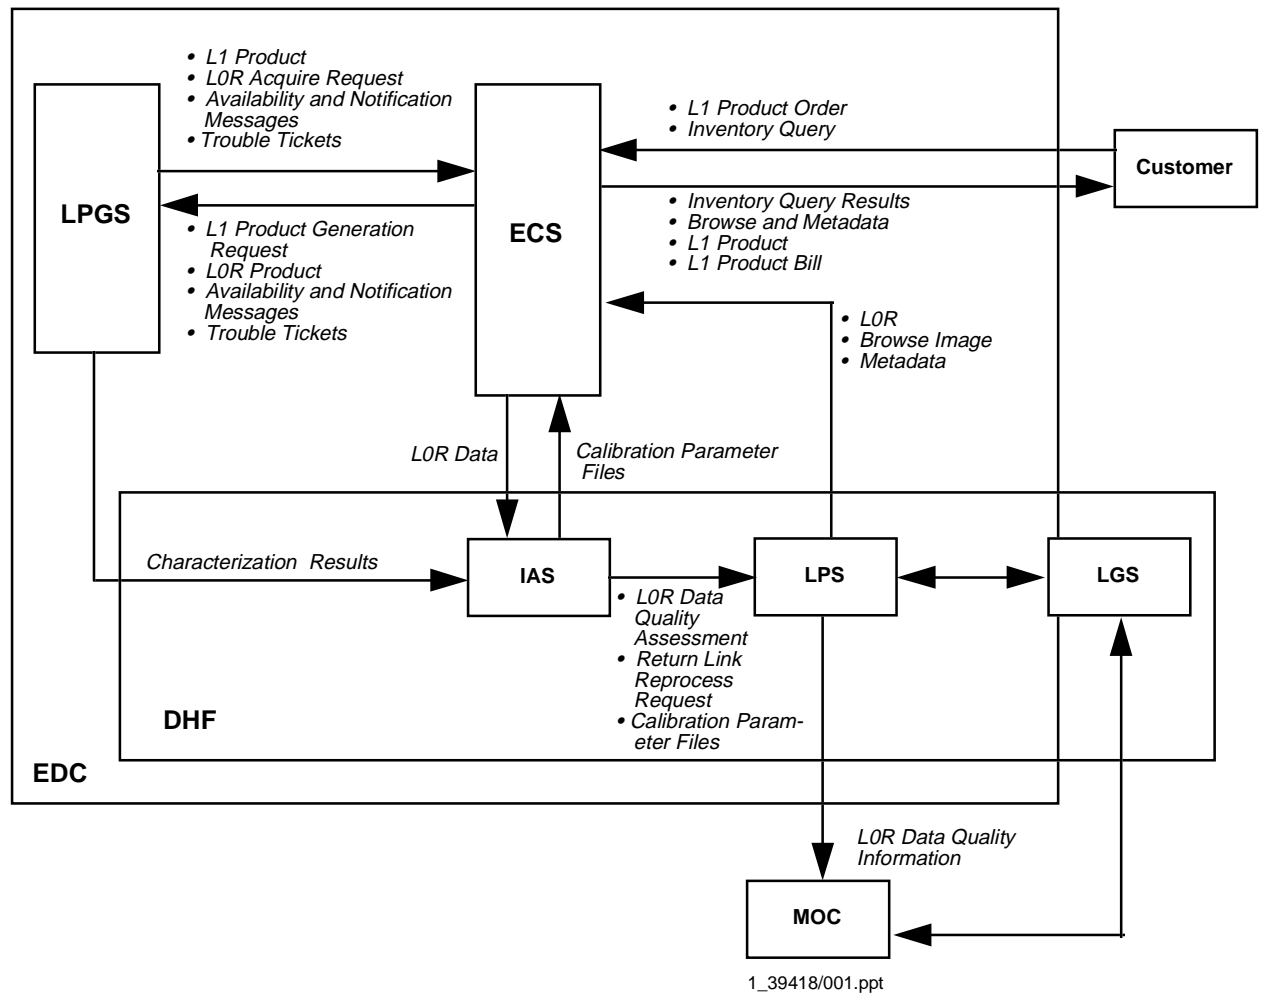 • L1 Product
• L0R Acquire Request
• Availability and Notification
Messages
• Trouble Tickets
• L1 Product Order
• Inventory Query
Customer
LPGS
ECS
• Inventory Query Results
• Browse and Metadata
• L1 Product
• L1 Product Bill
• L1 Product Generation
Request
• L0R Product
• Availability and Notification
Messages
• Trouble Tickets
• L0R
• Browse Image
• Metadata
L0R Data
Calibration Parameter
Files
Characterization Results
IAS
LPS
LGS
• L0R Data
Quality
Assessment
• Return Link
Reprocess
Request
• Calibration Param-
eter Files
DHF
EDC
L0R Data Quality
Information
MOC
1_39418/001.ppt